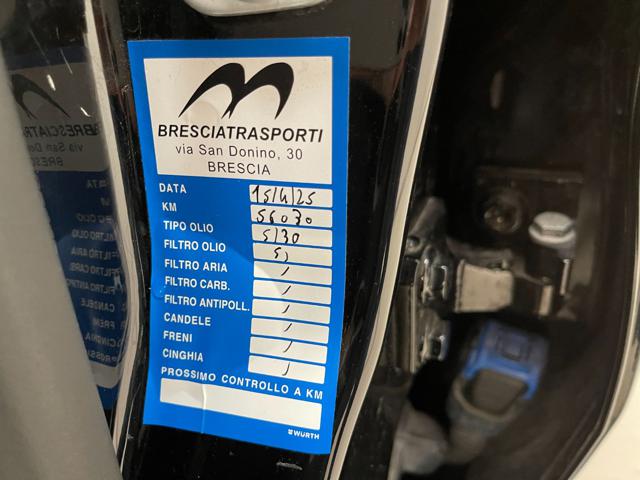 BRESCIATRASPORTI
via San Donino, 30
BRESCIA
DATA 15/4/25
KM 56070
TIPO OLIO 5/30
FILTRO OLIO Sì
FILTRO ARIA /
FILTRO CARB. /
FILTRO ANTIPOLL. /
CANDELE /
FRENI /
CINGHIA /
PROSSIMO CONTROLLO A KM
WÜRTH